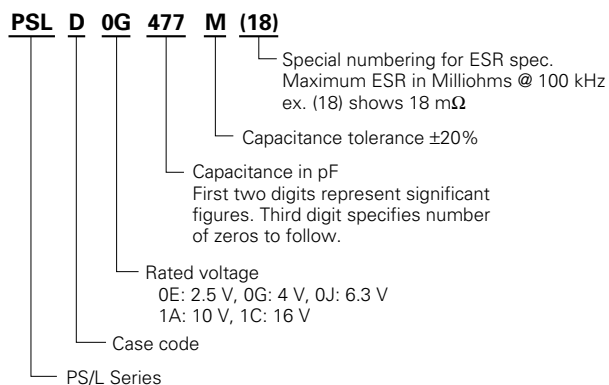 PSL D 0G 477 M (18)
Special numbering for ESR spec.
Maximum ESR in Milliohms @ 100 kHz
ex. (18) shows 18 mΩ
Capacitance tolerance ±20%
Capacitance in pF
First two digits represent significant
figures. Third digit specifies number
of zeros to follow.
Rated voltage
0E: 2.5 V, 0G: 4 V, 0J: 6.3 V
1A: 10 V, 1C: 16 V
Case code
PS/L Series